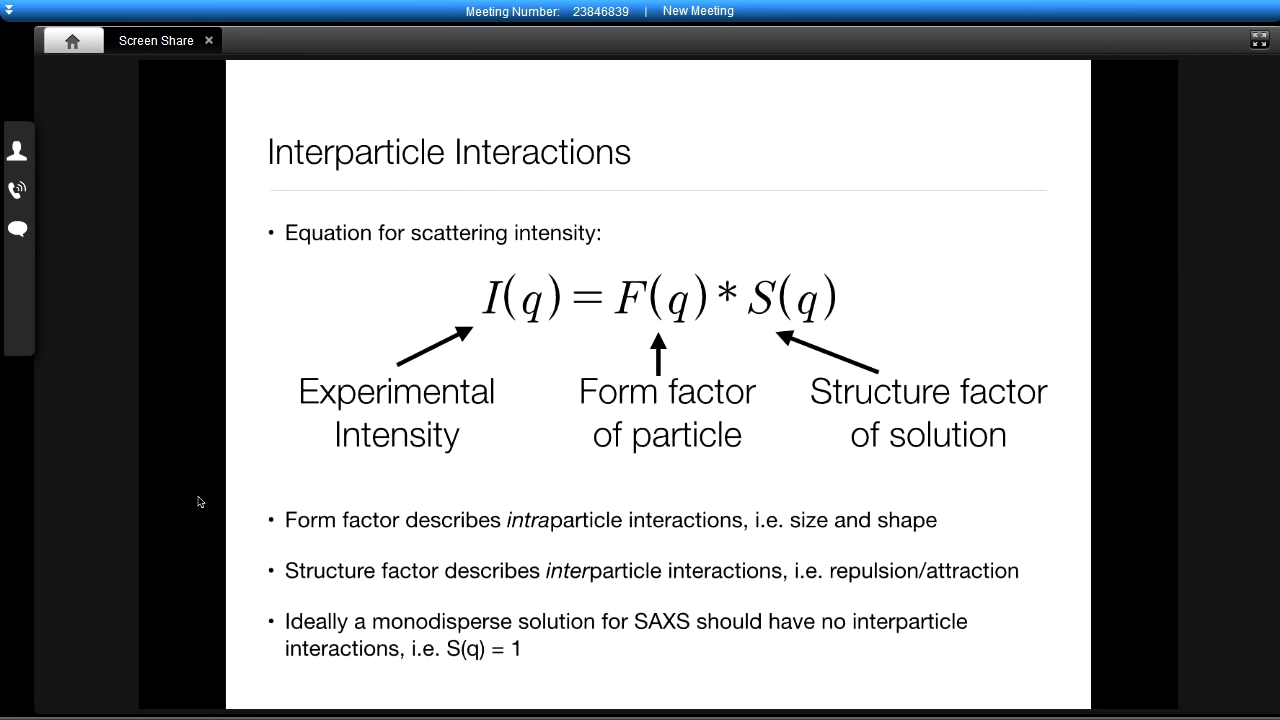 Meeting Number: 23846839 | New Meeting
Screen Share ×
Interparticle Interactions
• Equation for scattering intensity:
I(q) = F(q) * S(q)
Experimental
Intensity
Form factor
of particle
Structure factor
of solution
• Form factor describes intraparticle interactions, i.e. size and shape
• Structure factor describes interparticle interactions, i.e. repulsion/attraction
• Ideally a monodisperse solution for SAXS should have no interparticle
interactions, i.e. S(q) = 1